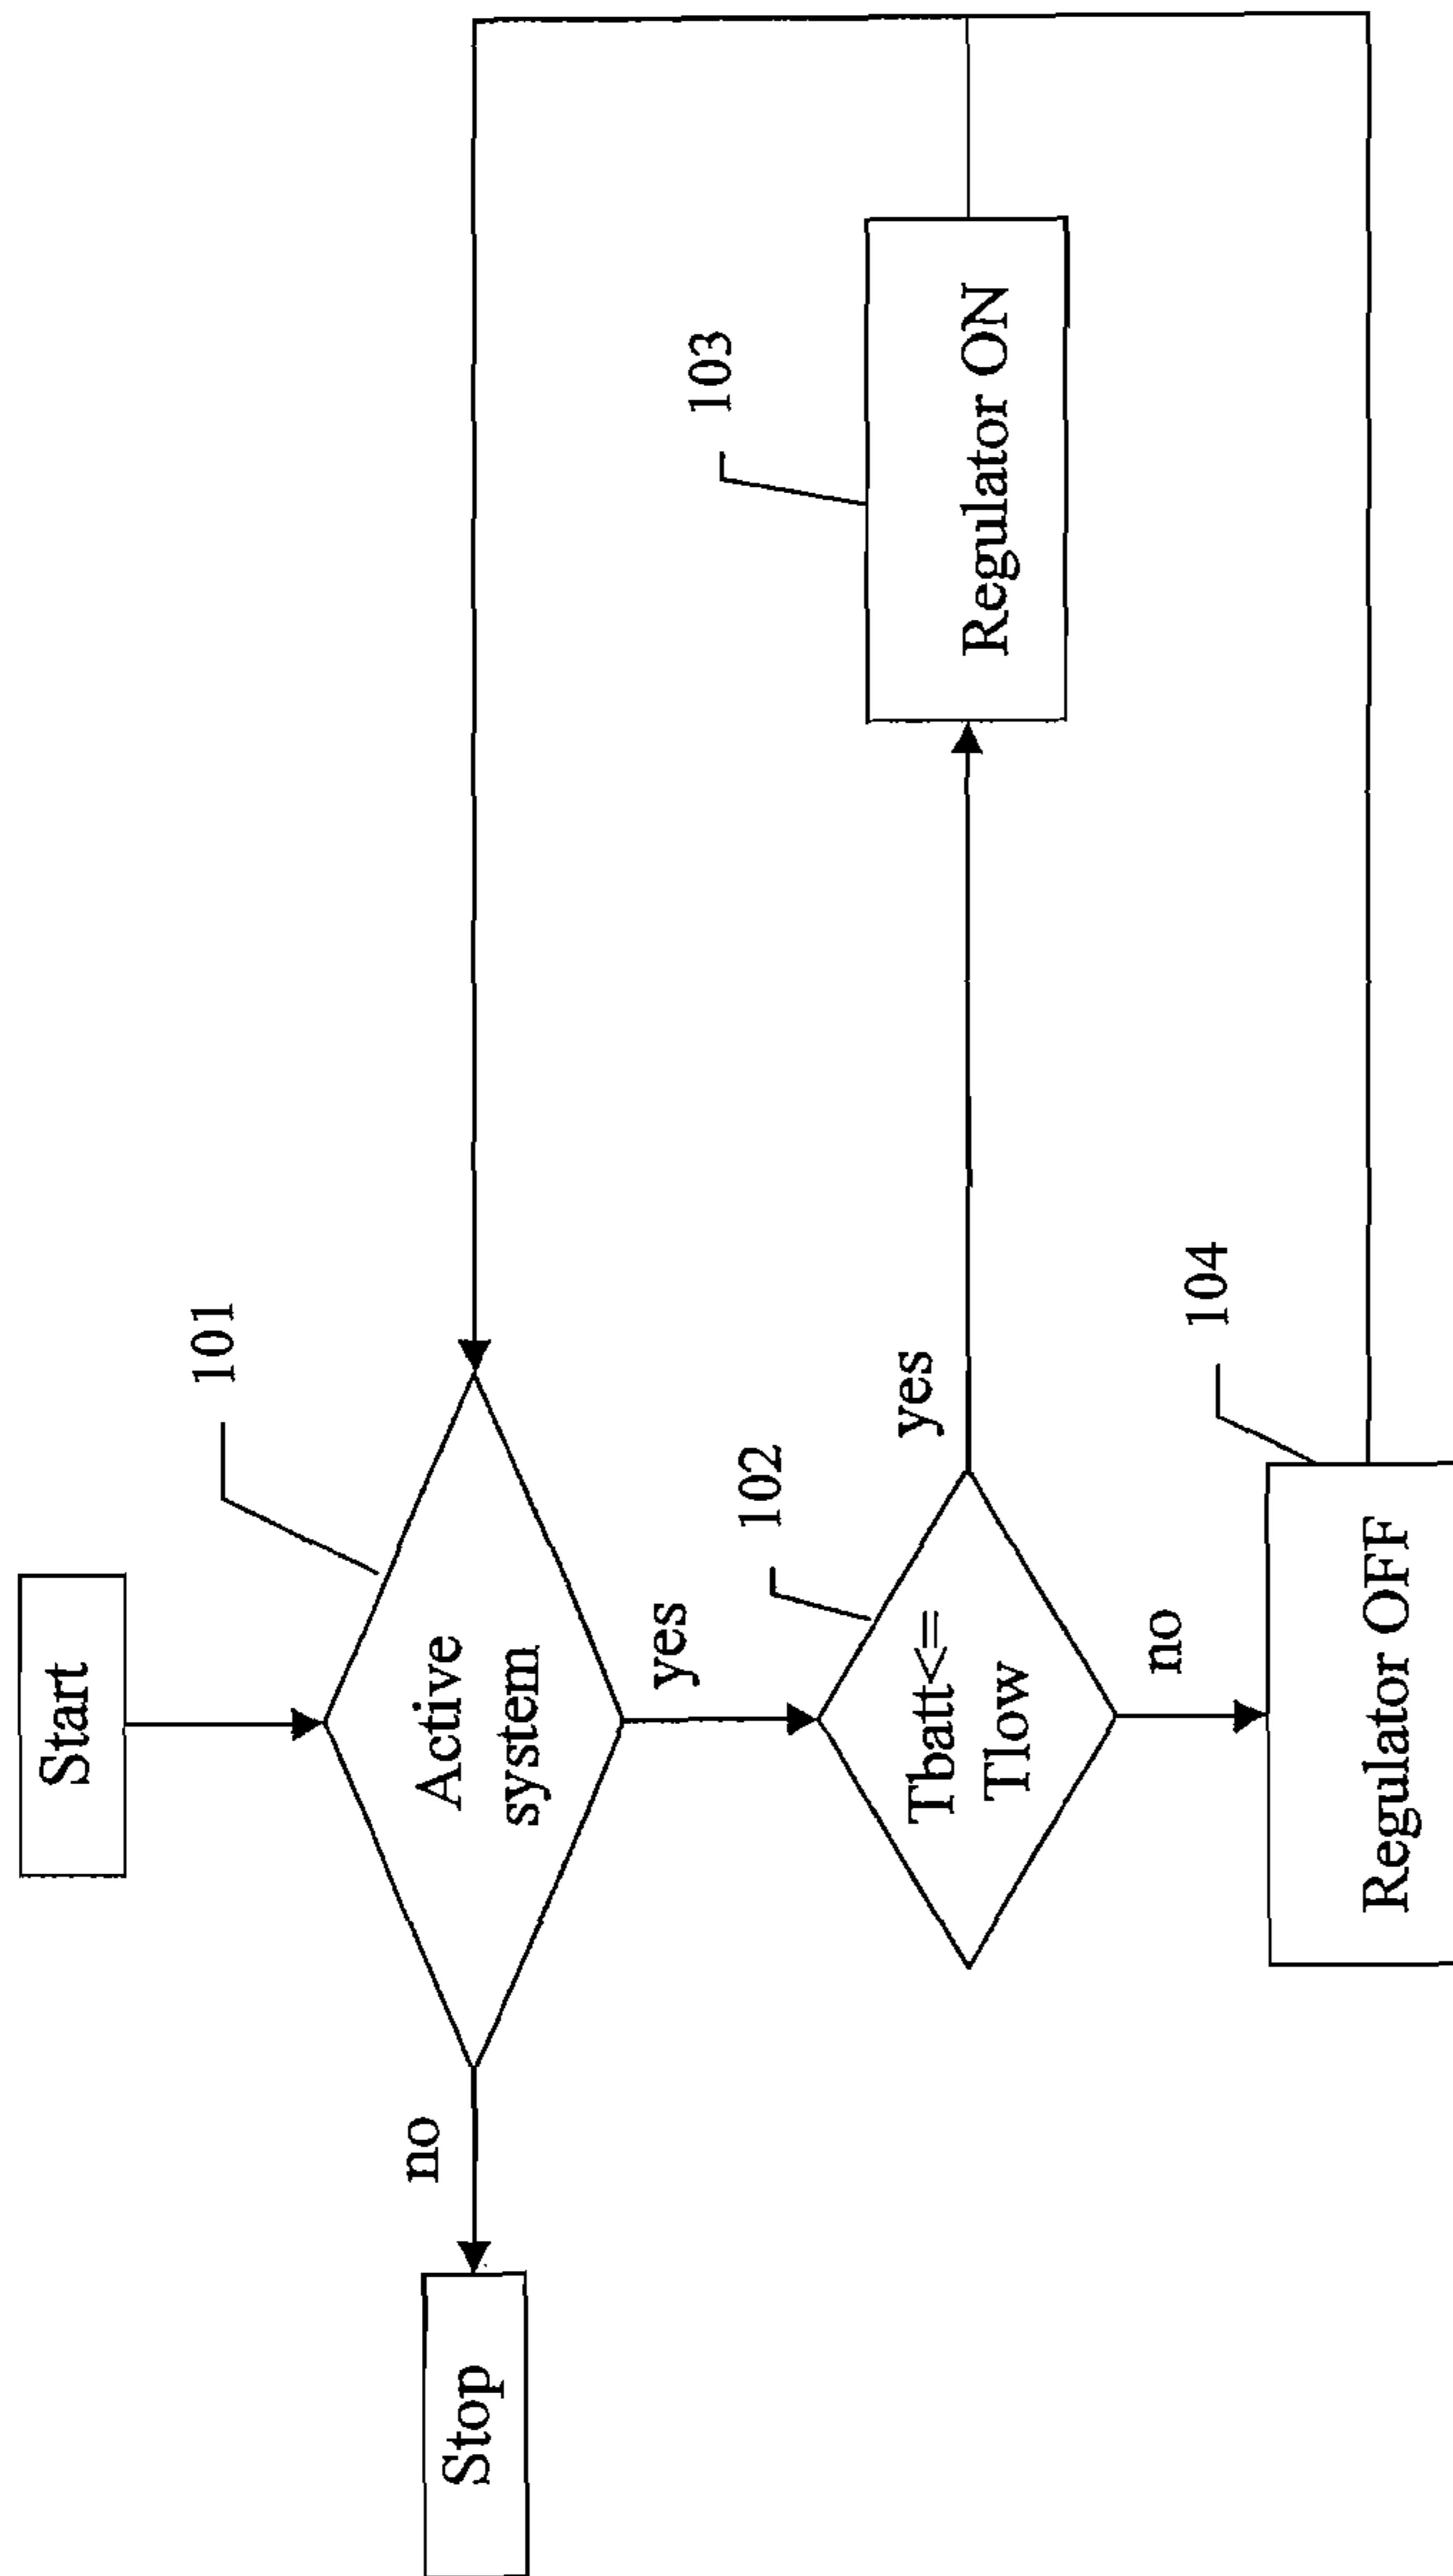 Start
101
Active
system
no
Stop
yes
102
Tbatt<=
Tlow
yes
103
Regulator ON
no
104
Regulator OFF